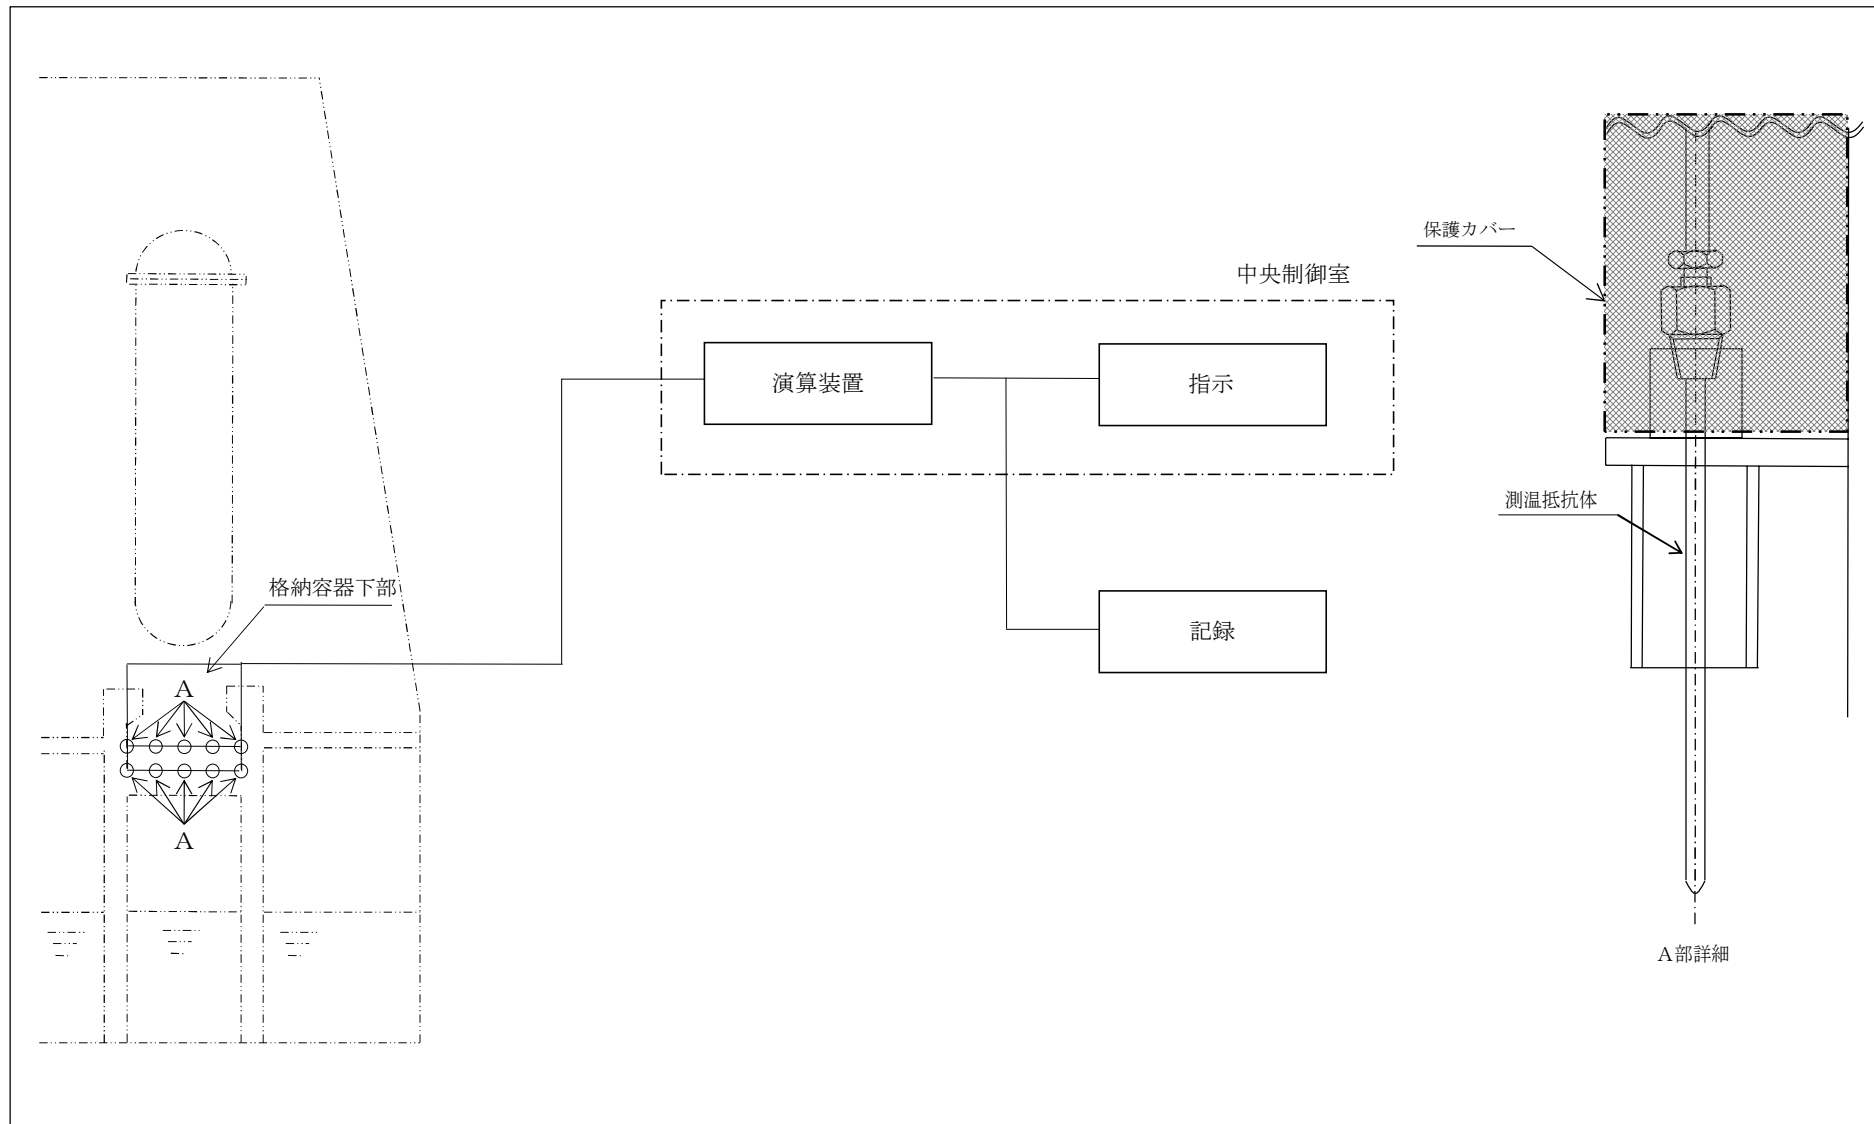 保護カバー
中央制御室
演算装置
指示
測温抵抗体
格納容器下部
記録
A
A
A部詳細